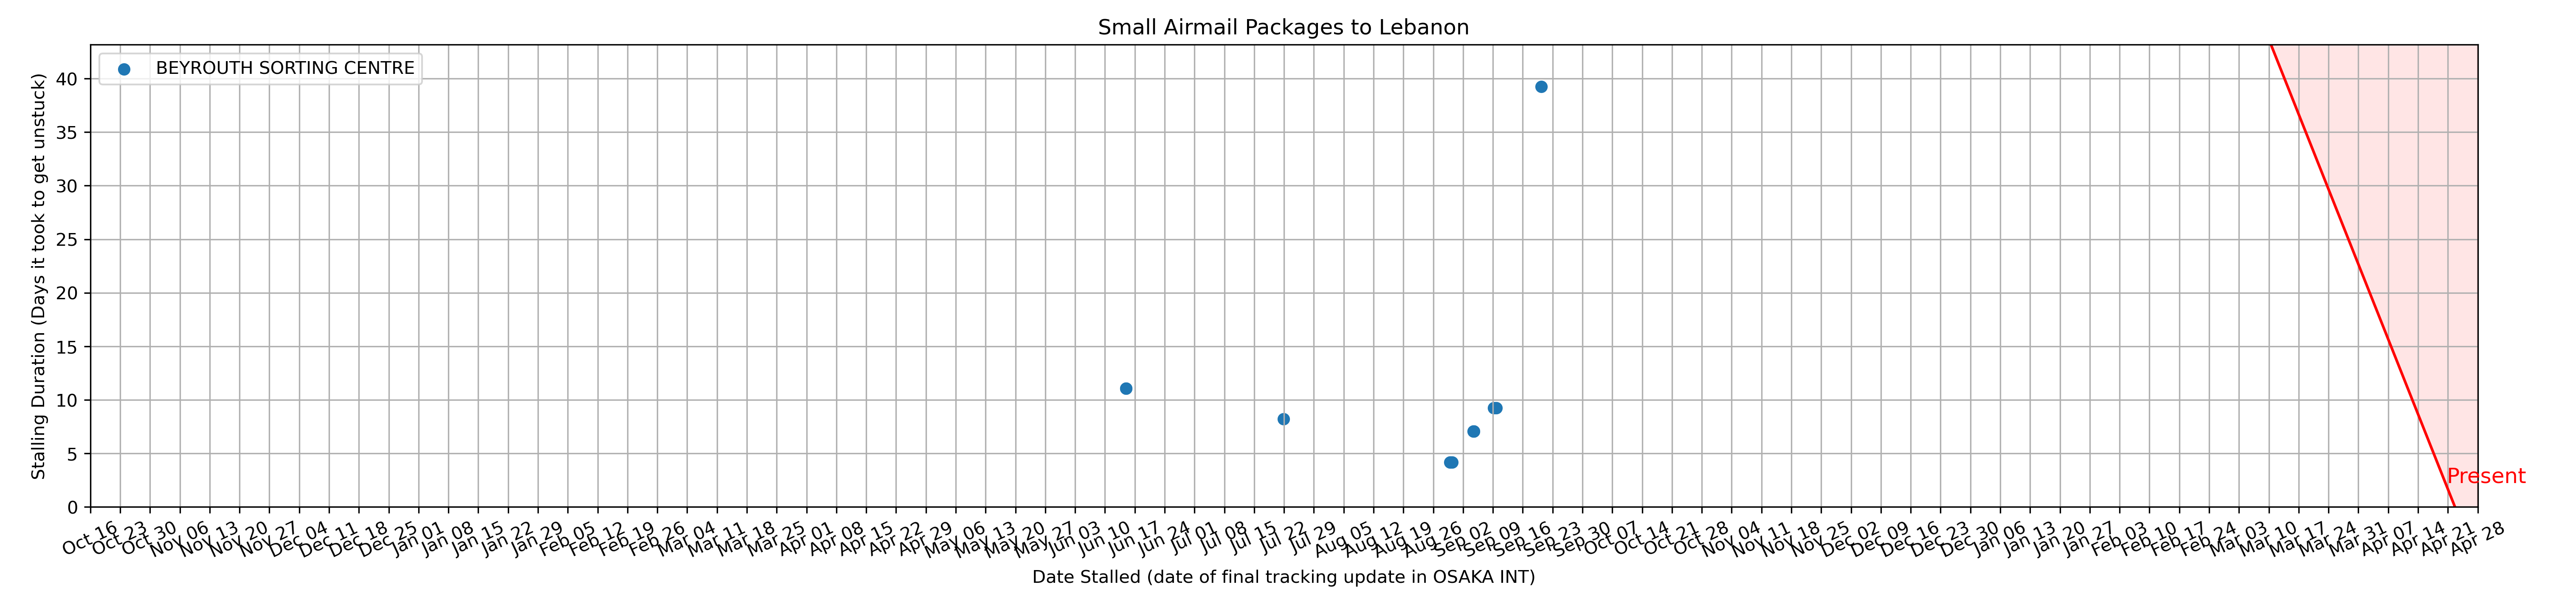 Small Airmail Packages to Lebanon
BEYROUTH SORTING CENTRE
Stalling Duration (Days it took to get unstuck)
40
35
30
25
20
15
10
5
0
Present
Oct 16
Oct 23
Oct 30
Nov 06
Nov 13
Nov 20
Nov 27
Dec 04
Dec 11
Dec 18
Dec 25
Jan 01
Jan 08
Jan 15
Jan 22
Jan 29
Feb 05
Feb 12
Feb 19
Feb 26
Mar 04
Mar 11
Mar 18
Mar 25
Apr 01
Apr 08
Apr 15
Apr 22
Apr 29
May 06
May 13
May 20
May 27
Jun 03
Jun 10
Jun 17
Jun 24
Jul 01
Jul 08
Jul 15
Jul 22
Jul 29
Aug 05
Aug 12
Aug 19
Aug 26
Sep 02
Sep 09
Sep 16
Sep 23
Sep 30
Oct 07
Oct 14
Oct 21
Oct 28
Nov 04
Nov 11
Nov 18
Nov 25
Dec 02
Dec 09
Dec 16
Dec 23
Dec 30
Jan 06
Jan 13
Jan 20
Jan 27
Feb 03
Feb 10
Feb 17
Feb 24
Mar 03
Mar 10
Mar 17
Mar 24
Mar 31
Apr 07
Apr 14
Apr 21
Apr 28
Date Stalled (date of final tracking update in OSAKA INT)